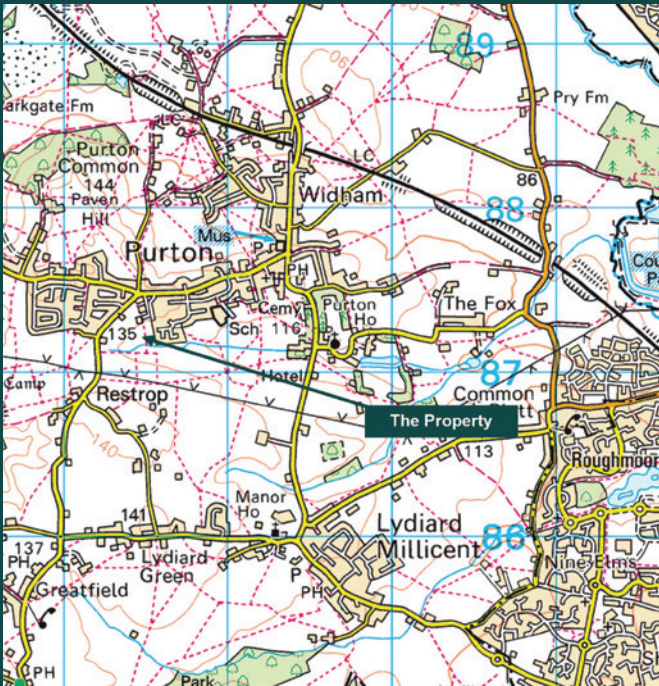 89
arkgate Fm
Pry Fm
LC
LC
Purton
Common
144
Paven
Hill
86
Widham
88
Mus
P
Purton
PH
Cou
P
Cemy
Purton
Ho
The Fox
116
Sch
135
87
Hotel
Camp
Restrop
Common
Platt
The Property
140
113
Roughmoor
Manor
Ho
141
Lydiard
Millicent
86
137
PH
Lydiard
Green
P
Nine Elms
PH
Greatfield
PH
Park